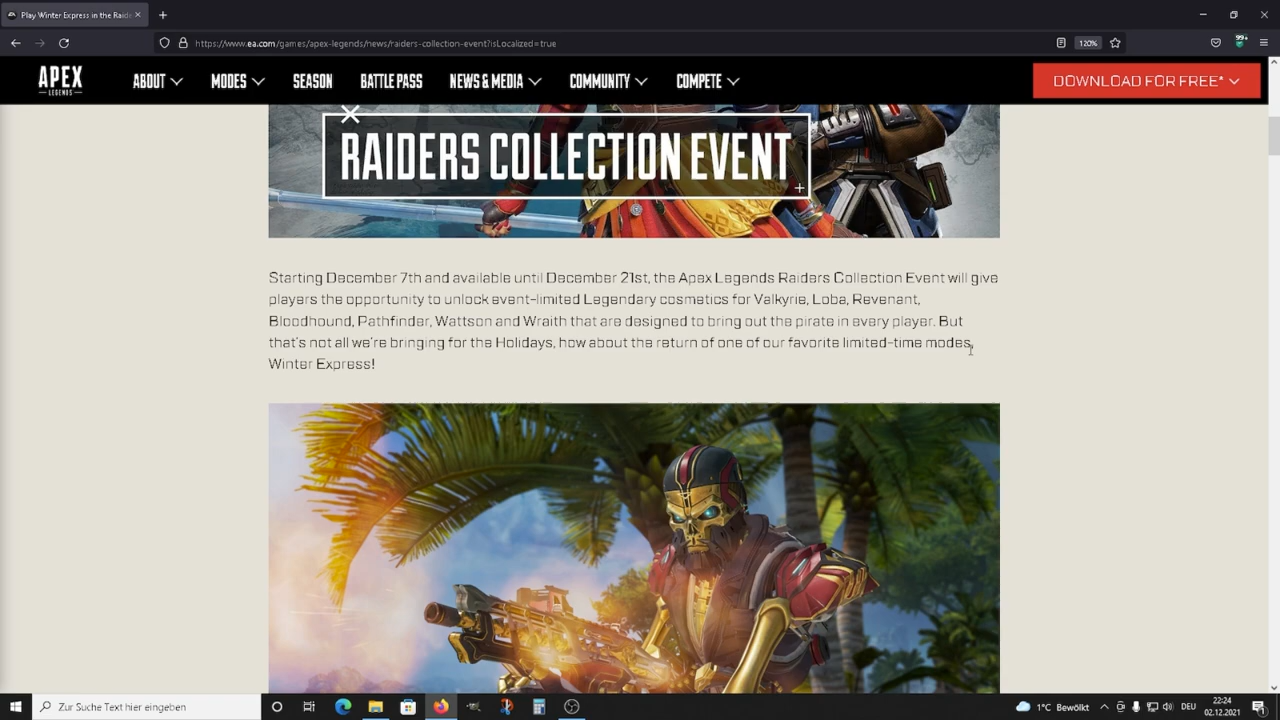 Play Winter Express in the Raide
https://www.ea.com/games/apex-legends/news/raiders-collection-event?isLocalized=true
120%
99+
APEX
LEGENDS
ABOUT
MODES
SEASON
BATTLE PASS
NEWS & MEDIA
COMMUNITY
COMPETE
DOWNLOAD FOR FREE*
RAIDERS COLLECTION EVENT
Starting December 7th and available until December 21st, the Apex Legends Raiders Collection Event will give
players the opportunity to unlock event-limited Legendary cosmetics for Valkyrie, Loba, Revenant,
Bloodhound, Pathfinder, Wattson and Wraith that are designed to bring out the pirate in every player. But
that's not all we're bringing for the Holidays, how about the return of one of our favorite limited-time modes,
Winter Express!
Zur Suche Text hier eingeben
1°C Bewölkt
DEU
22:24
02.12.2021